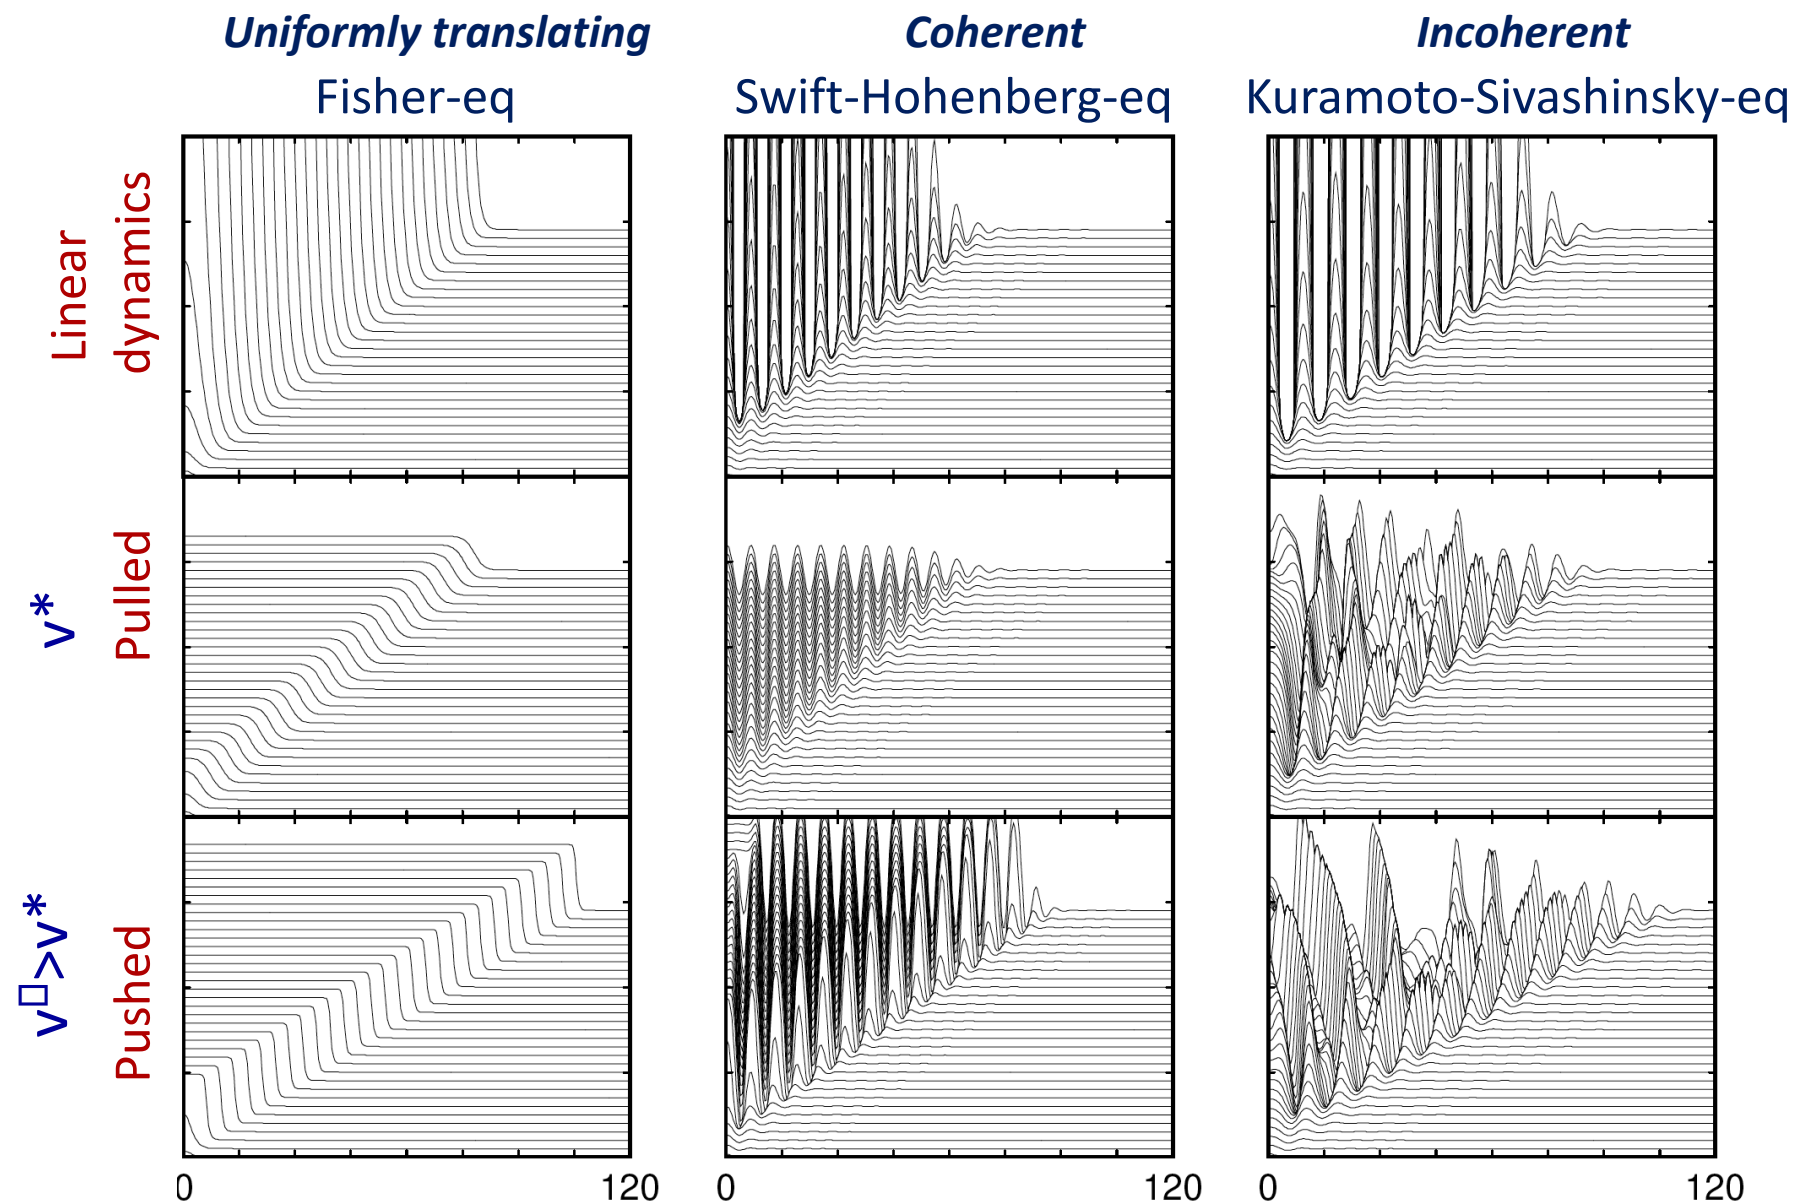 Uniformly translating
Coherent
Incoherent
Fisher-eq
Swift-Hohenberg-eq
Kuramoto-Sivashinsky-eq
Linear
dynamics
v*
Pulled
v□>v*
Pushed
0
120
0
120
0
120